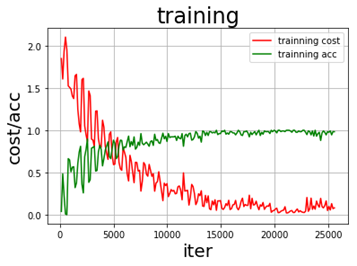 training
trainning cost
trainning acc
2.0
1.5
1.0
0.5
0.0
cost/acc
0 5000 10000 15000 20000 25000
iter